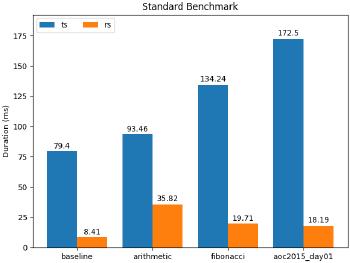 Standard Benchmark
ts
rs
Duration (ms)
175
150
125
100
75
50
25
0
79.4
8.41
93.46
35.82
134.24
19.71
172.5
18.19
baseline
arithmetic
fibonacci
aoc2015_day01